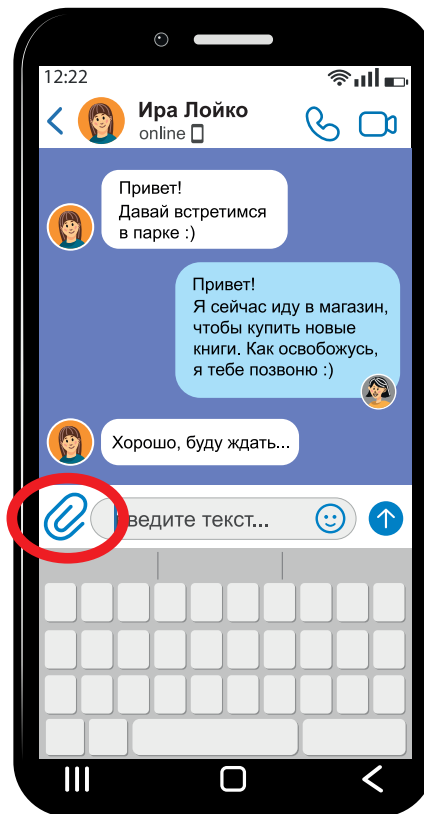 12:22
Ира Лойко
online
Привет!
Давай встретимся
в парке :)
Привет!
Я сейчас иду в магазин,
чтобы купить новые
книги. Как освобожусь,
я тебе позвоню :)
Хорошо, буду ждать...
ведите текст...